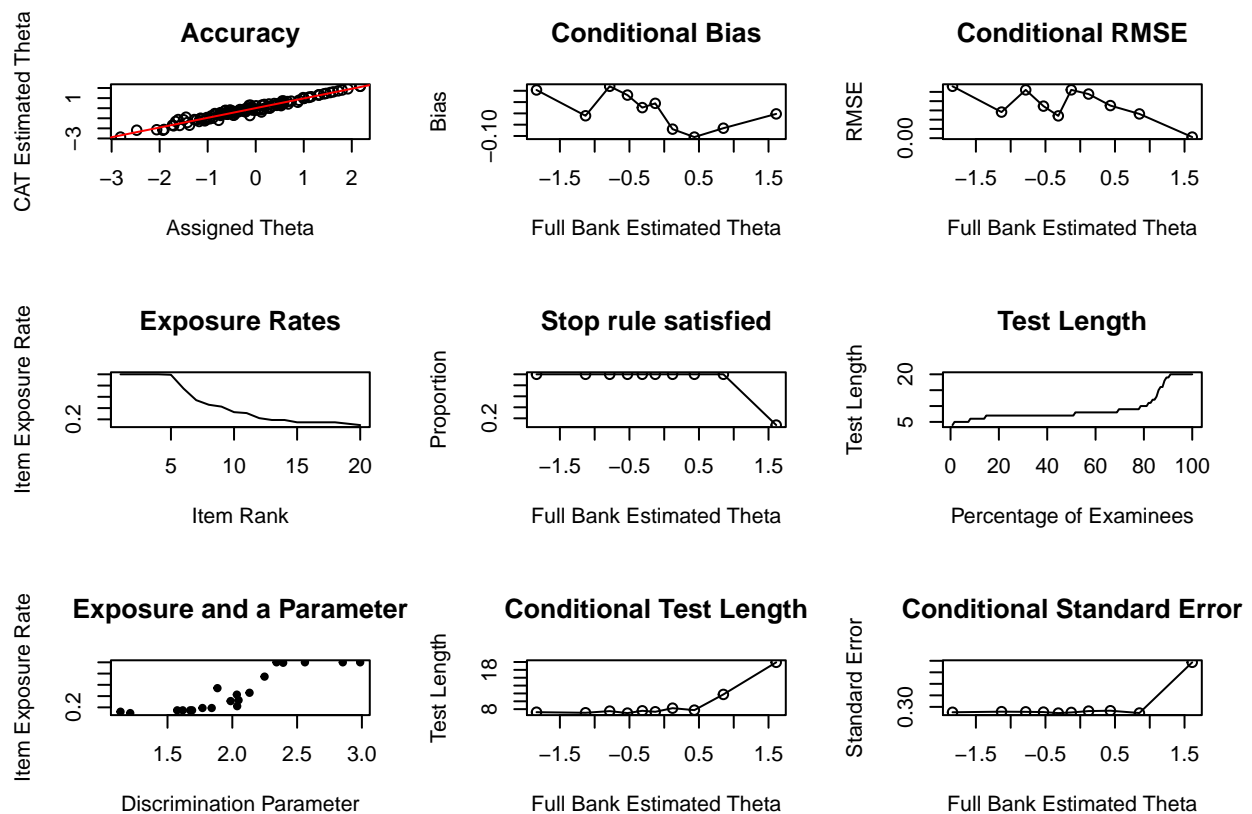 Accuracy
CAT Estimated Theta
1
−3
−3 −2 −1 0 1 2
Assigned Theta
Conditional Bias
Bias
−0.10
−1.5 −0.5 0.5 1.5
Full Bank Estimated Theta
Conditional RMSE
RMSE
0.00
−1.5 −0.5 0.5 1.5
Full Bank Estimated Theta
Exposure Rates
Item Exposure Rate
0.2
5 10 15 20
Item Rank
Stop rule satisfied
Proportion
0.2
−1.5 −0.5 0.5 1.5
Full Bank Estimated Theta
Test Length
Test Length
20
5
0 20 40 60 80 100
Percentage of Examinees
Exposure and a Parameter
Item Exposure Rate
0.2
1.5 2.0 2.5 3.0
Discrimination Parameter
Conditional Test Length
Test Length
18
8
−1.5 −0.5 0.5 1.5
Full Bank Estimated Theta
Conditional Standard Error
Standard Error
0.30
−1.5 −0.5 0.5 1.5
Full Bank Estimated Theta